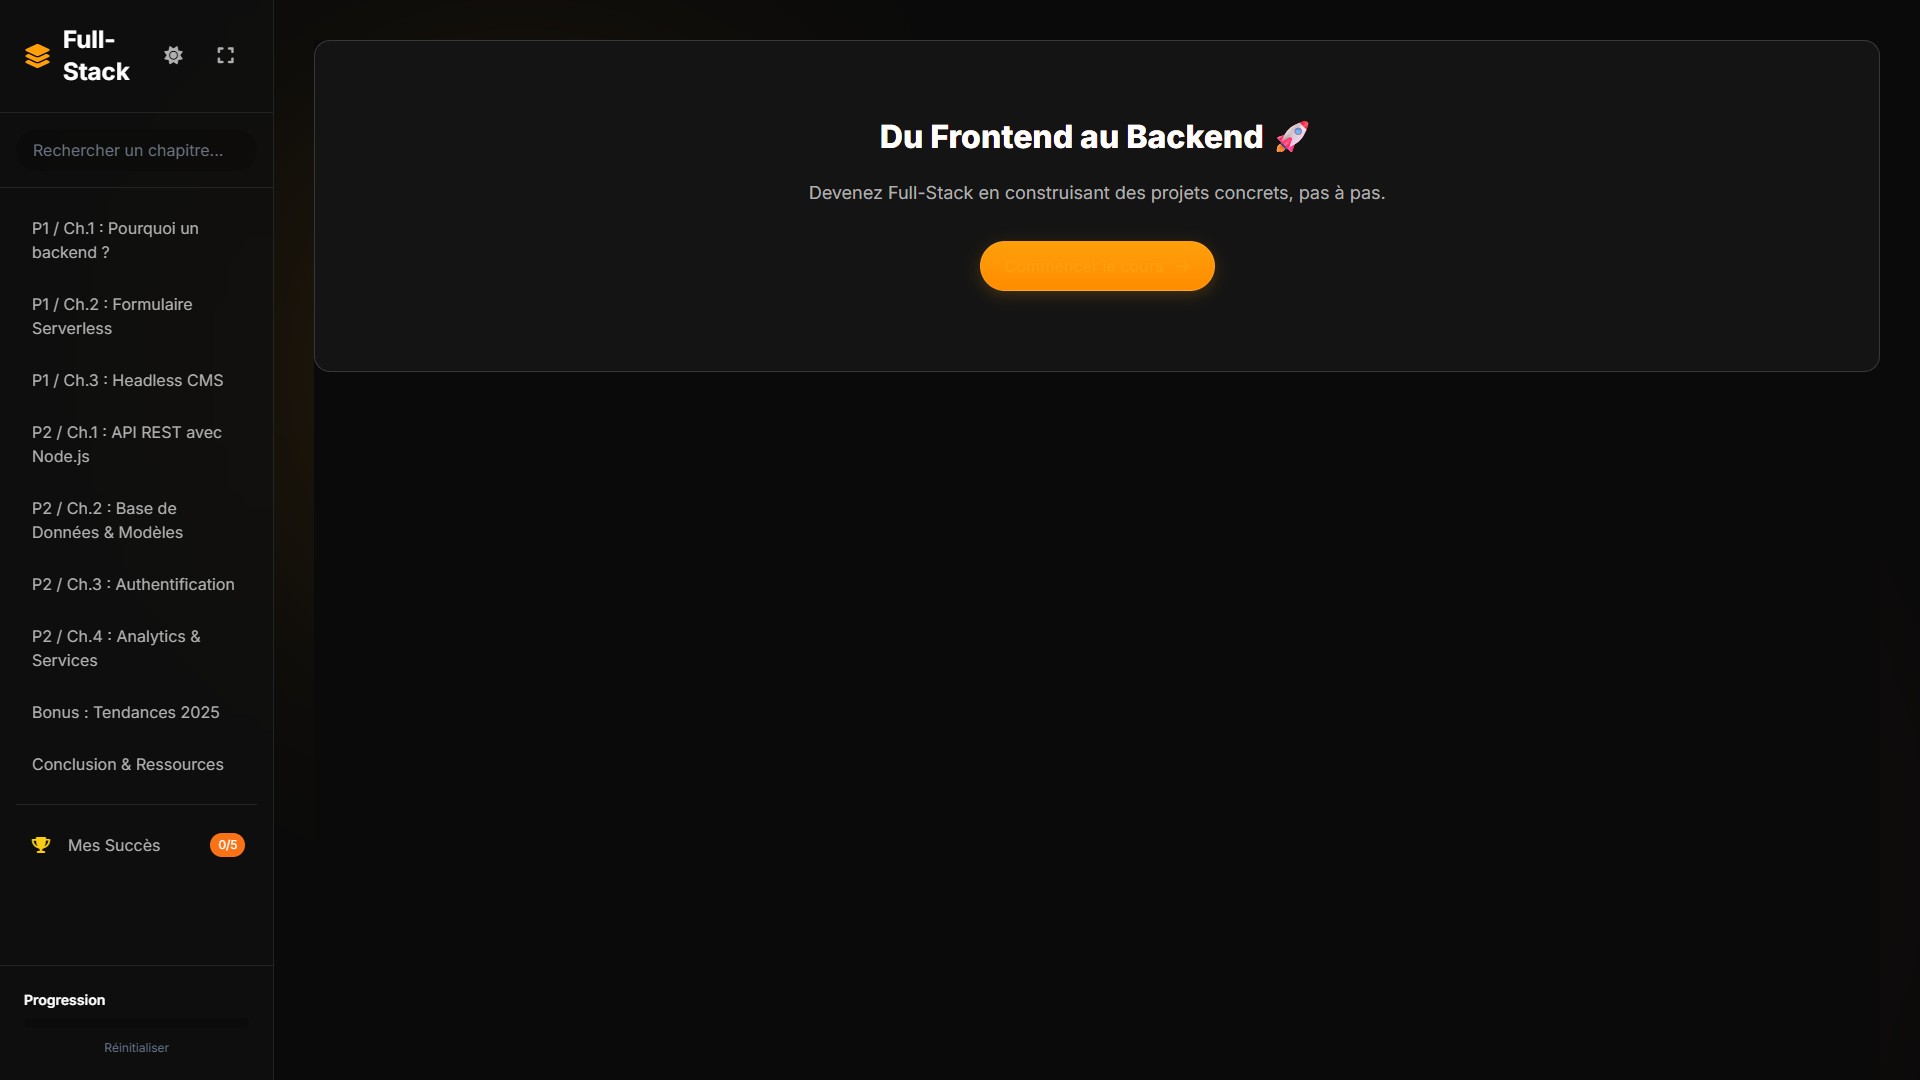 Full-
Stack
Rechercher un chapitre...
P1 / Ch.1 : Pourquoi un
backend ?
P1 / Ch.2 : Formulaire
Serverless
P1 / Ch.3 : Headless CMS
P2 / Ch.1 : API REST avec
Node.js
P2 / Ch.2 : Base de
Données & Modèles
P2 / Ch.3 : Authentification
P2 / Ch.4 : Analytics &
Services
Bonus : Tendances 2025
Conclusion & Ressources
Mes Succès 0/5
Progression
Réinitialiser
Du Frontend au Backend 🚀
Devenez Full-Stack en construisant des projets concrets, pas à pas.
Commencer le cours →